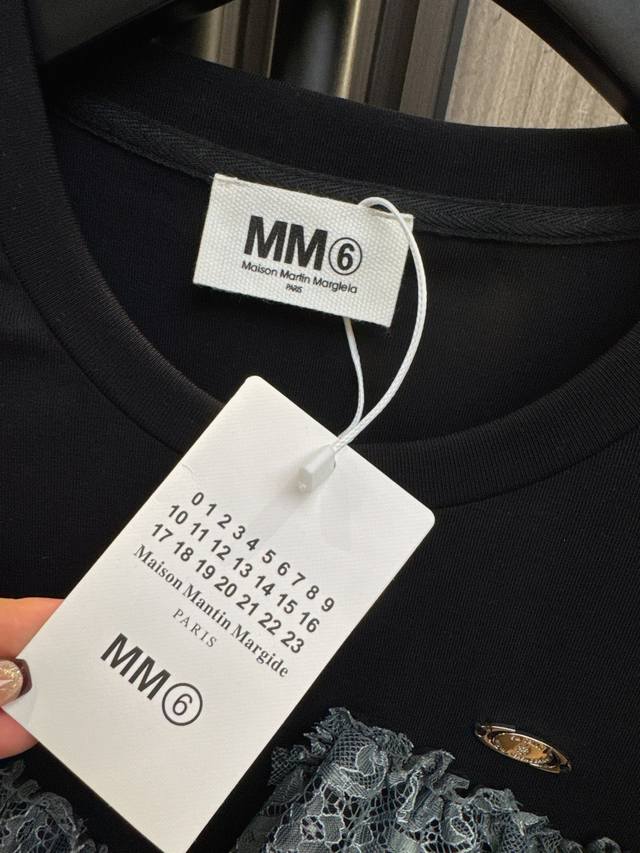 MM⑥
Maison Martin Margiela
PARIS
0 1 2 3 4 5 6 7 8 9
10 11 12 13 14 15 16
17 18 19 20 21 22 23
Maison Mantin Margide
PARIS
MM⑥